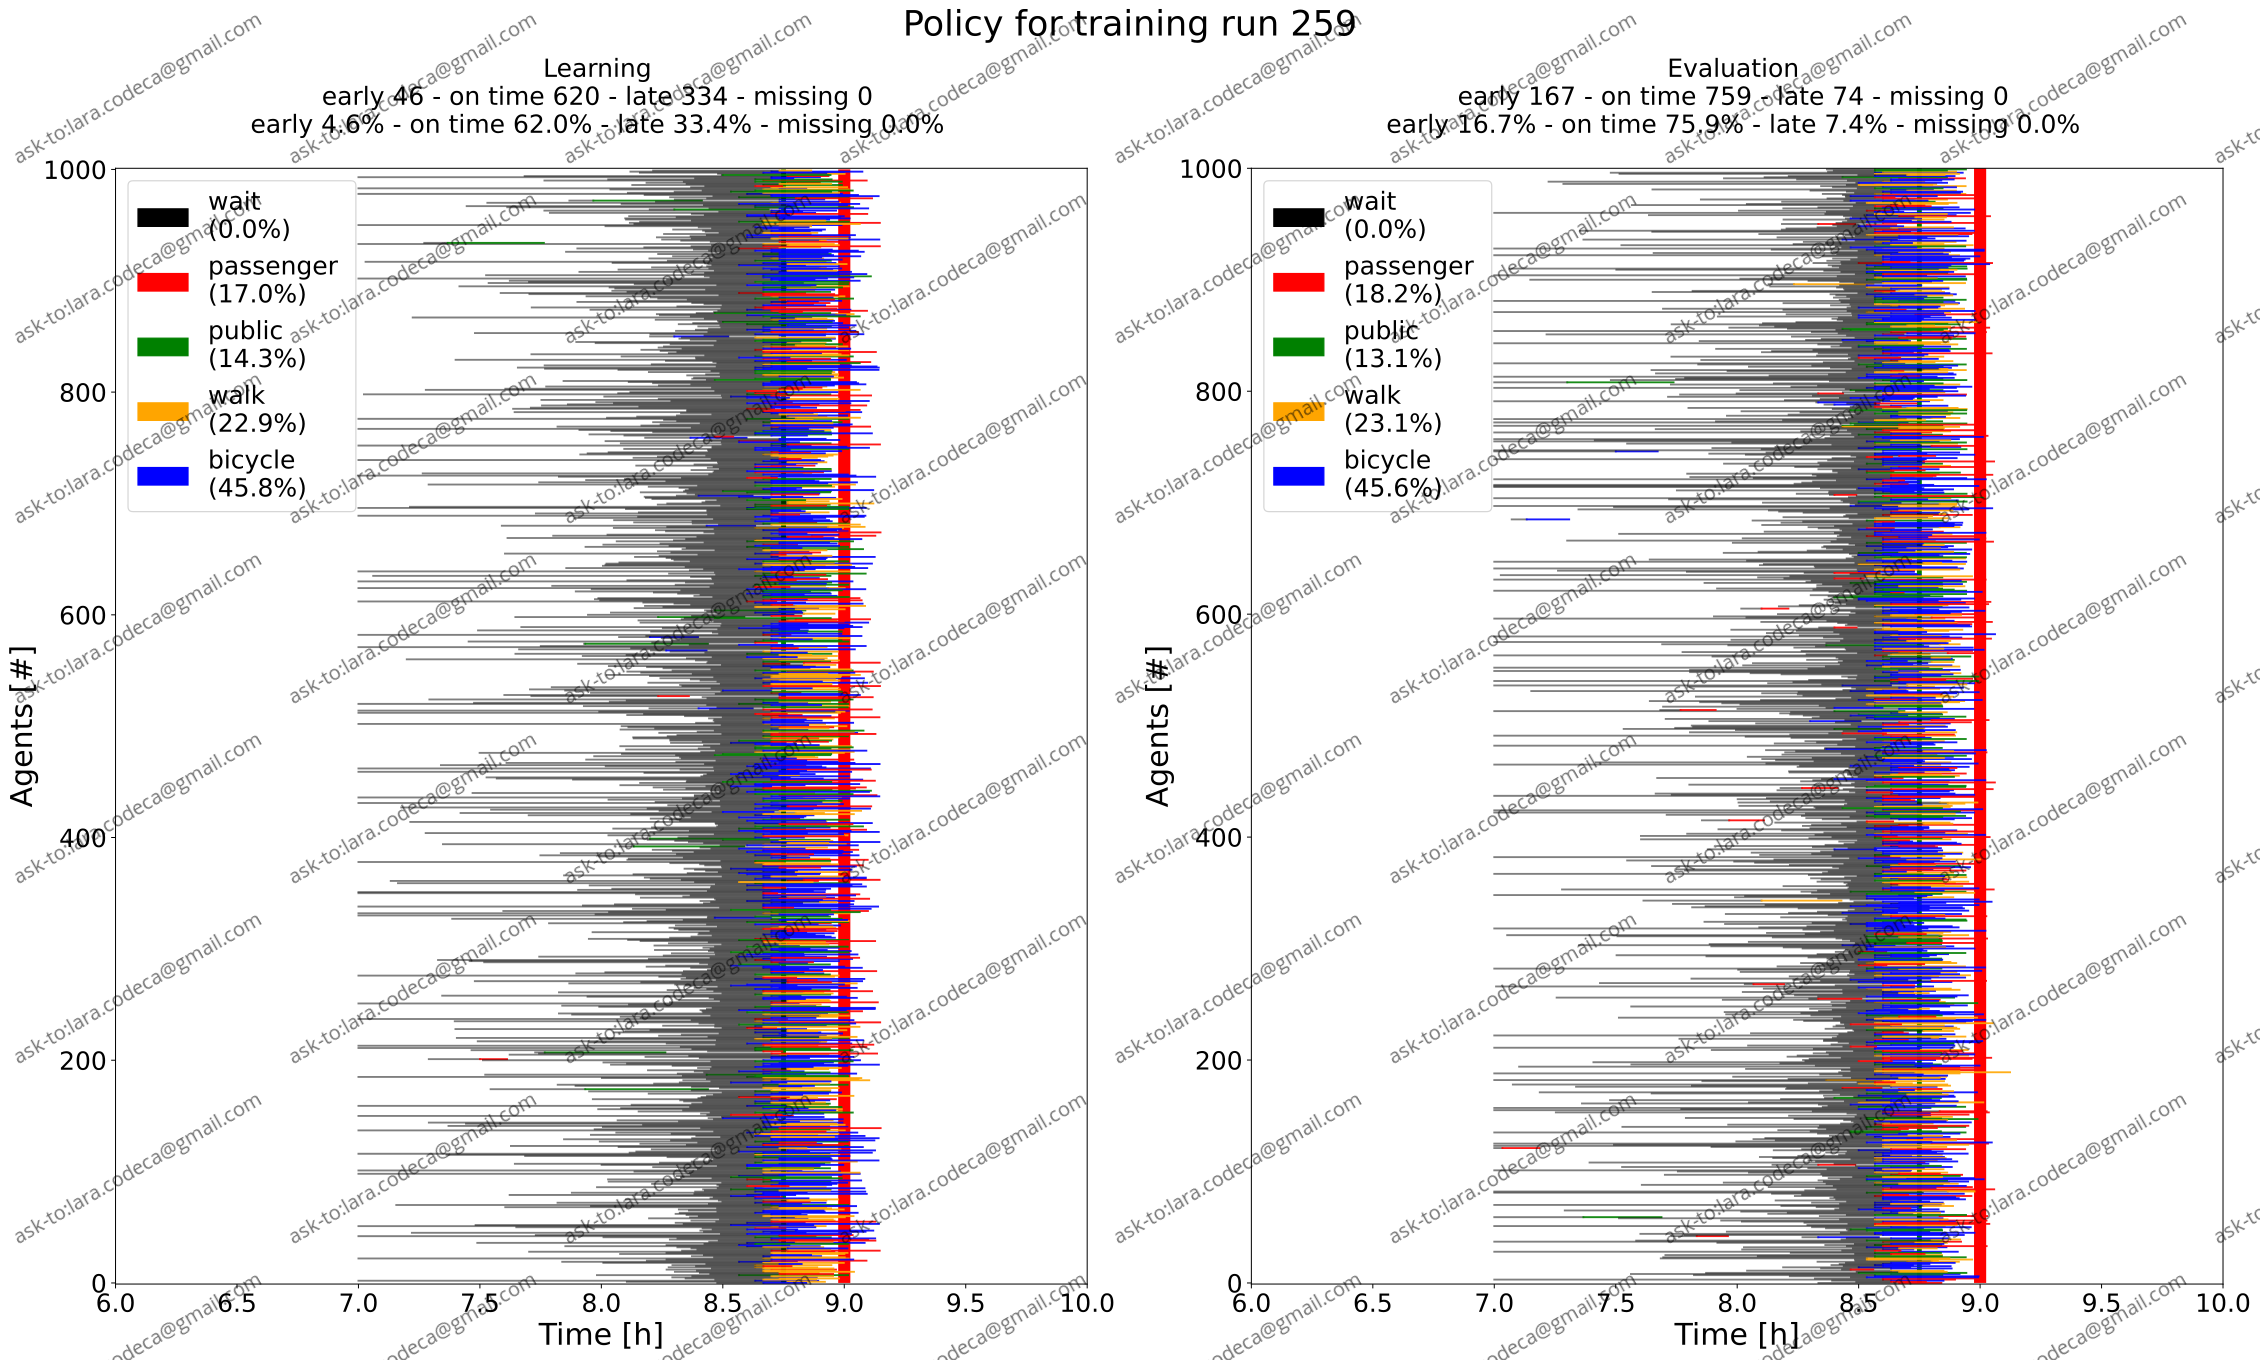 Policy for training run 259
Learning
early 46 - on time 620 - late 334 - missing 0
early 4.6% - on time 62.0% - late 33.4% - missing 0.0%
1000
800
600
400
200
0
Agents [#]
wait
(0.0%)
passenger
(17.0%)
public
(14.3%)
walk
(22.9%)
bicycle
(45.8%)
6.0 6.5 7.0 7.5 8.0 8.5 9.0 9.5 10.0
Time [h]
Evaluation
early 167 - on time 759 - late 74 - missing 0
early 16.7% - on time 75.9% - late 7.4% - missing 0.0%
1000
800
600
400
200
0
Agents [#]
wait
(0.0%)
passenger
(18.2%)
public
(13.1%)
walk
(23.1%)
bicycle
(45.6%)
6.0 6.5 7.0 7.5 8.0 8.5 9.0 9.5 10.0
Time [h]
ask-to:lara.codeca@gmail.com